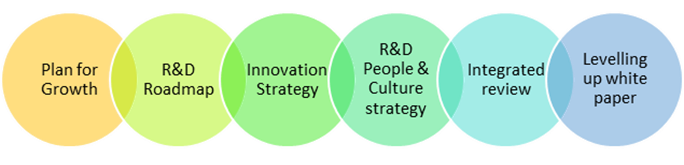 Plan for
Growth
R&D
Roadmap
Innovation
Strategy
R&D
People &
Culture
strategy
Integrated
review
Levelling
up white
paper